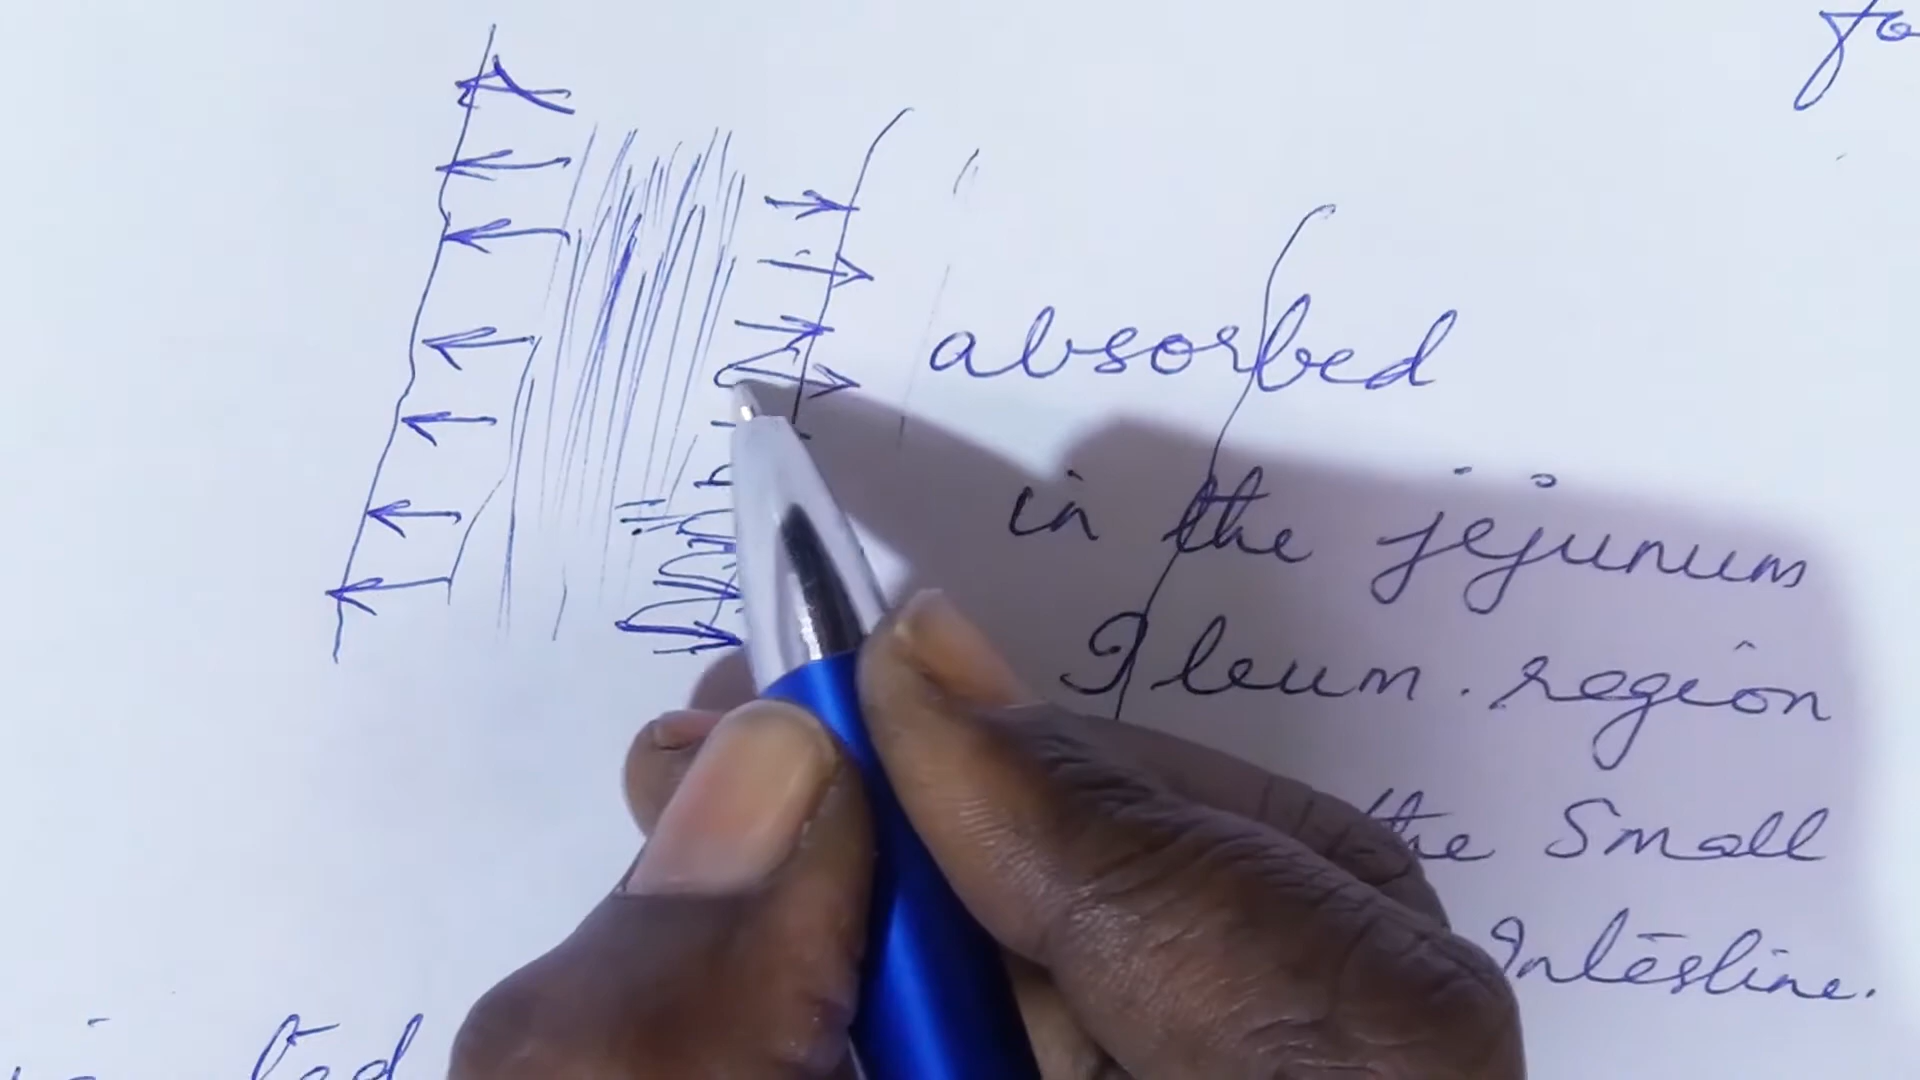 absorbed
in the jejunum
Ileum. region
the Small
Intestine.